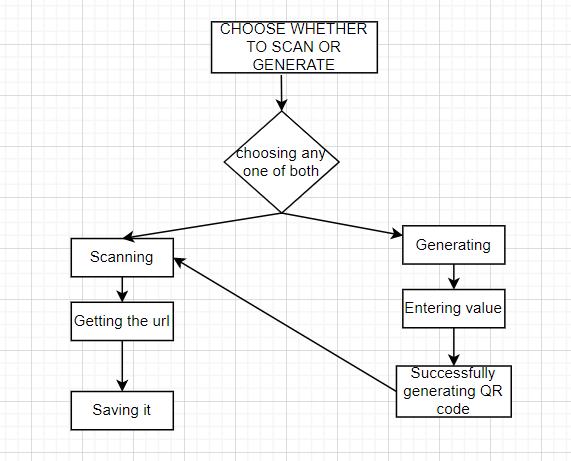 CHOOSE WHETHER
TO SCAN OR
GENERATE
choosing any
one of both
Scanning
Generating
Getting the url
Entering value
Saving it
Successfully
generating QR
code